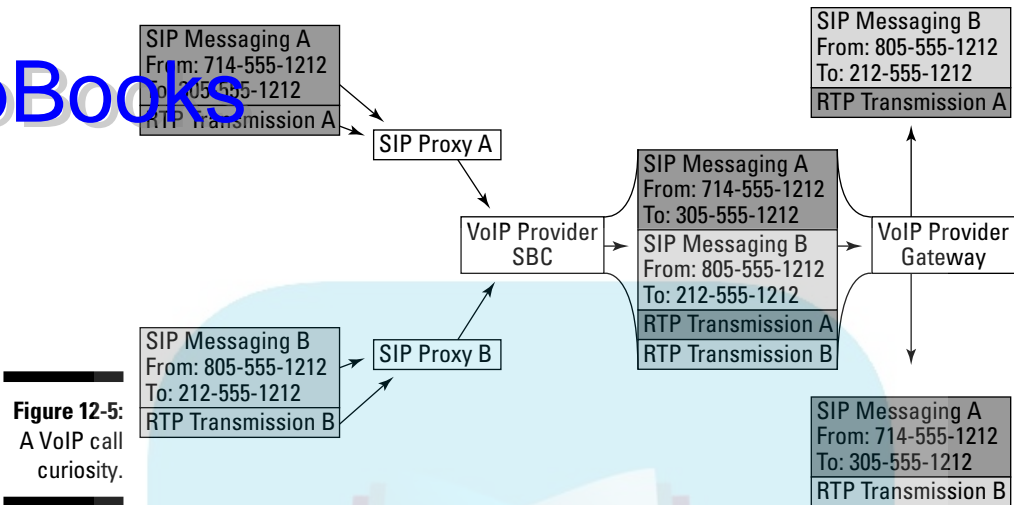 SIP Messaging A
From: 714-555-1212
To: 305-555-1212
RTP Transmission A
SIP Proxy A
VoIP Provider
SBC
SIP Messaging B
From: 805-555-1212
To: 212-555-1212
RTP Transmission B
SIP Proxy B
SIP Messaging A
From: 714-555-1212
To: 305-555-1212
SIP Messaging B
From: 805-555-1212
To: 212-555-1212
RTP Transmission A
RTP Transmission B
VoIP Provider
Gateway
SIP Messaging B
From: 805-555-1212
To: 212-555-1212
RTP Transmission A
SIP Messaging A
From: 714-555-1212
To: 305-555-1212
RTP Transmission B
Figure 12-5:
A VoIP call
curiosity.